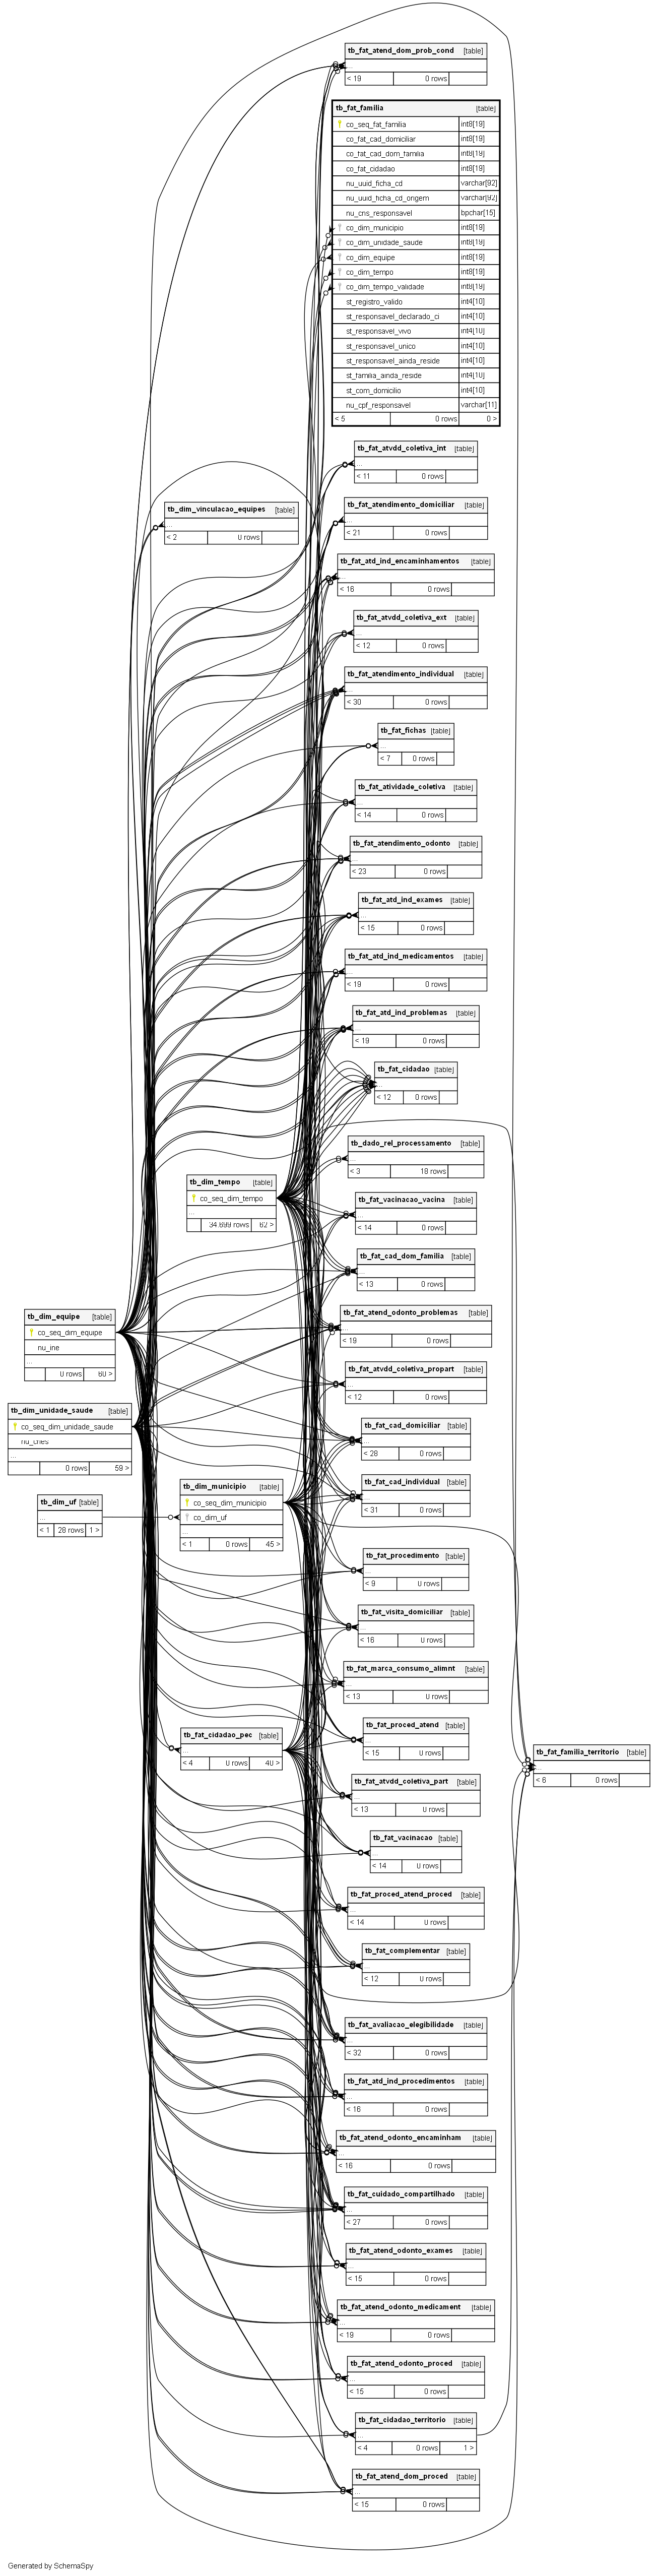 tb_fat_atend_dom_prob_cond [table]
...
< 19 0 rows
tb_fat_familia [table]
co_seq_fat_familia int8[19]
co_fat_cad_domiciliar int8[19]
co_fat_cad_dom_familia int8[19]
co_fat_cidadao int8[19]
nu_uuid_ficha_cd varchar[92]
nu_uuid_ficha_cd_origem varchar[92]
nu_cns_responsavel bpchar[15]
co_dim_municipio int8[19]
co_dim_unidade_saude int8[19]
co_dim_equipe int8[19]
co_dim_tempo int8[19]
co_dim_tempo_validade int8[19]
st_registro_valido int4[10]
st_responsavel_declarado_ci int4[10]
st_responsavel_vivo int4[10]
st_responsavel_unico int4[10]
st_responsavel_ainda_reside int4[10]
st_familia_ainda_reside int4[10]
st_com_domicilio int4[10]
nu_cpf_responsavel varchar[11]
< 5 0 rows 0 >
tb_fat_atvdd_coletiva_int [table]
...
< 11 0 rows
tb_fat_atendimento_domiciliar [table]
...
< 21 0 rows
tb_dim_vinculacao_equipes [table]
...
< 2 0 rows
tb_fat_atd_ind_encaminhamentos [table]
...
< 16 0 rows
tb_fat_atvdd_coletiva_ext [table]
...
< 12 0 rows
tb_fat_atendimento_individual [table]
...
< 30 0 rows
tb_fat_fichas [table]
...
< 7 0 rows
tb_fat_atividade_coletiva [table]
...
< 14 0 rows
tb_fat_atendimento_odonto [table]
...
< 23 0 rows
tb_fat_atd_ind_exames [table]
...
< 15 0 rows
tb_fat_atd_ind_medicamentos [table]
...
< 19 0 rows
tb_fat_atd_ind_problemas [table]
...
< 19 0 rows
tb_fat_cidadao [table]
...
< 12 0 rows
tb_dado_rel_processamento [table]
...
< 3 18 rows
tb_dim_tempo [table]
co_seq_dim_tempo
...
34.699 rows 62 >
tb_fat_vacinacao_vacina [table]
...
< 14 0 rows
tb_fat_cad_dom_familia [table]
...
< 13 0 rows
tb_dim_equipe [table]
co_seq_dim_equipe
nu_ine
...
0 rows 60 >
tb_fat_atend_odonto_problemas [table]
...
< 19 0 rows
tb_fat_atvdd_coletiva_propart [table]
...
< 12 0 rows
tb_dim_unidade_saude [table]
co_seq_dim_unidade_saude
nu_cnes
...
0 rows 59 >
tb_fat_cad_domiciliar [table]
...
< 28 0 rows
tb_dim_uf [table]
...
< 1 28 rows 1 >
tb_dim_municipio [table]
co_seq_dim_municipio
co_dim_uf
...
< 1 0 rows 45 >
tb_fat_cad_individual [table]
...
< 31 0 rows
tb_fat_procedimento [table]
...
< 9 0 rows
tb_fat_visita_domiciliar [table]
...
< 16 0 rows
tb_fat_marca_consumo_alimnt [table]
...
< 13 0 rows
tb_fat_cidadao_pec [table]
...
< 4 0 rows 40 >
tb_fat_proced_atend [table]
...
< 15 0 rows
tb_fat_familia_territorio [table]
...
< 6 0 rows
tb_fat_atvdd_coletiva_part [table]
...
< 13 0 rows
tb_fat_vacinacao [table]
...
< 14 0 rows
tb_fat_proced_atend_proced [table]
...
< 14 0 rows
tb_fat_complementar [table]
...
< 12 0 rows
tb_fat_avaliacao_elegibilidade [table]
...
< 32 0 rows
tb_fat_atd_ind_procedimentos [table]
...
< 16 0 rows
tb_fat_atend_odonto_encaminham [table]
...
< 16 0 rows
tb_fat_cuidado_compartilhado [table]
...
< 27 0 rows
tb_fat_atend_odonto_exames [table]
...
< 15 0 rows
tb_fat_atend_odonto_medicament [table]
...
< 19 0 rows
tb_fat_atend_odonto_proced [table]
...
< 15 0 rows
tb_fat_cidadao_territorio [table]
...
< 4 0 rows 1 >
tb_fat_atend_dom_proced [table]
...
< 15 0 rows
Generated by SchemaSpy